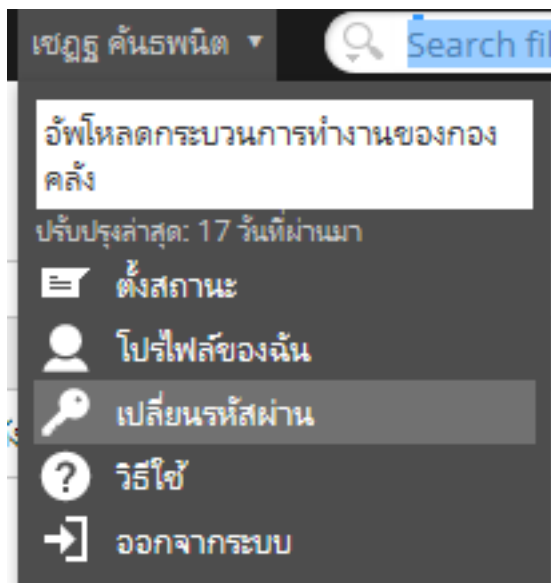 เชฏฐ คันธพนิต ▼ Search fil
อัพโหลดกระบวนการทำงานของกอง
คลัง
ปรับปรุงล่าสุด: 17 วันที่ผ่านมา
ตั้งสถานะ
โปรไฟล์ของฉัน
เปลี่ยนรหัสผ่าน
วิธีใช้
ออกจากระบบ